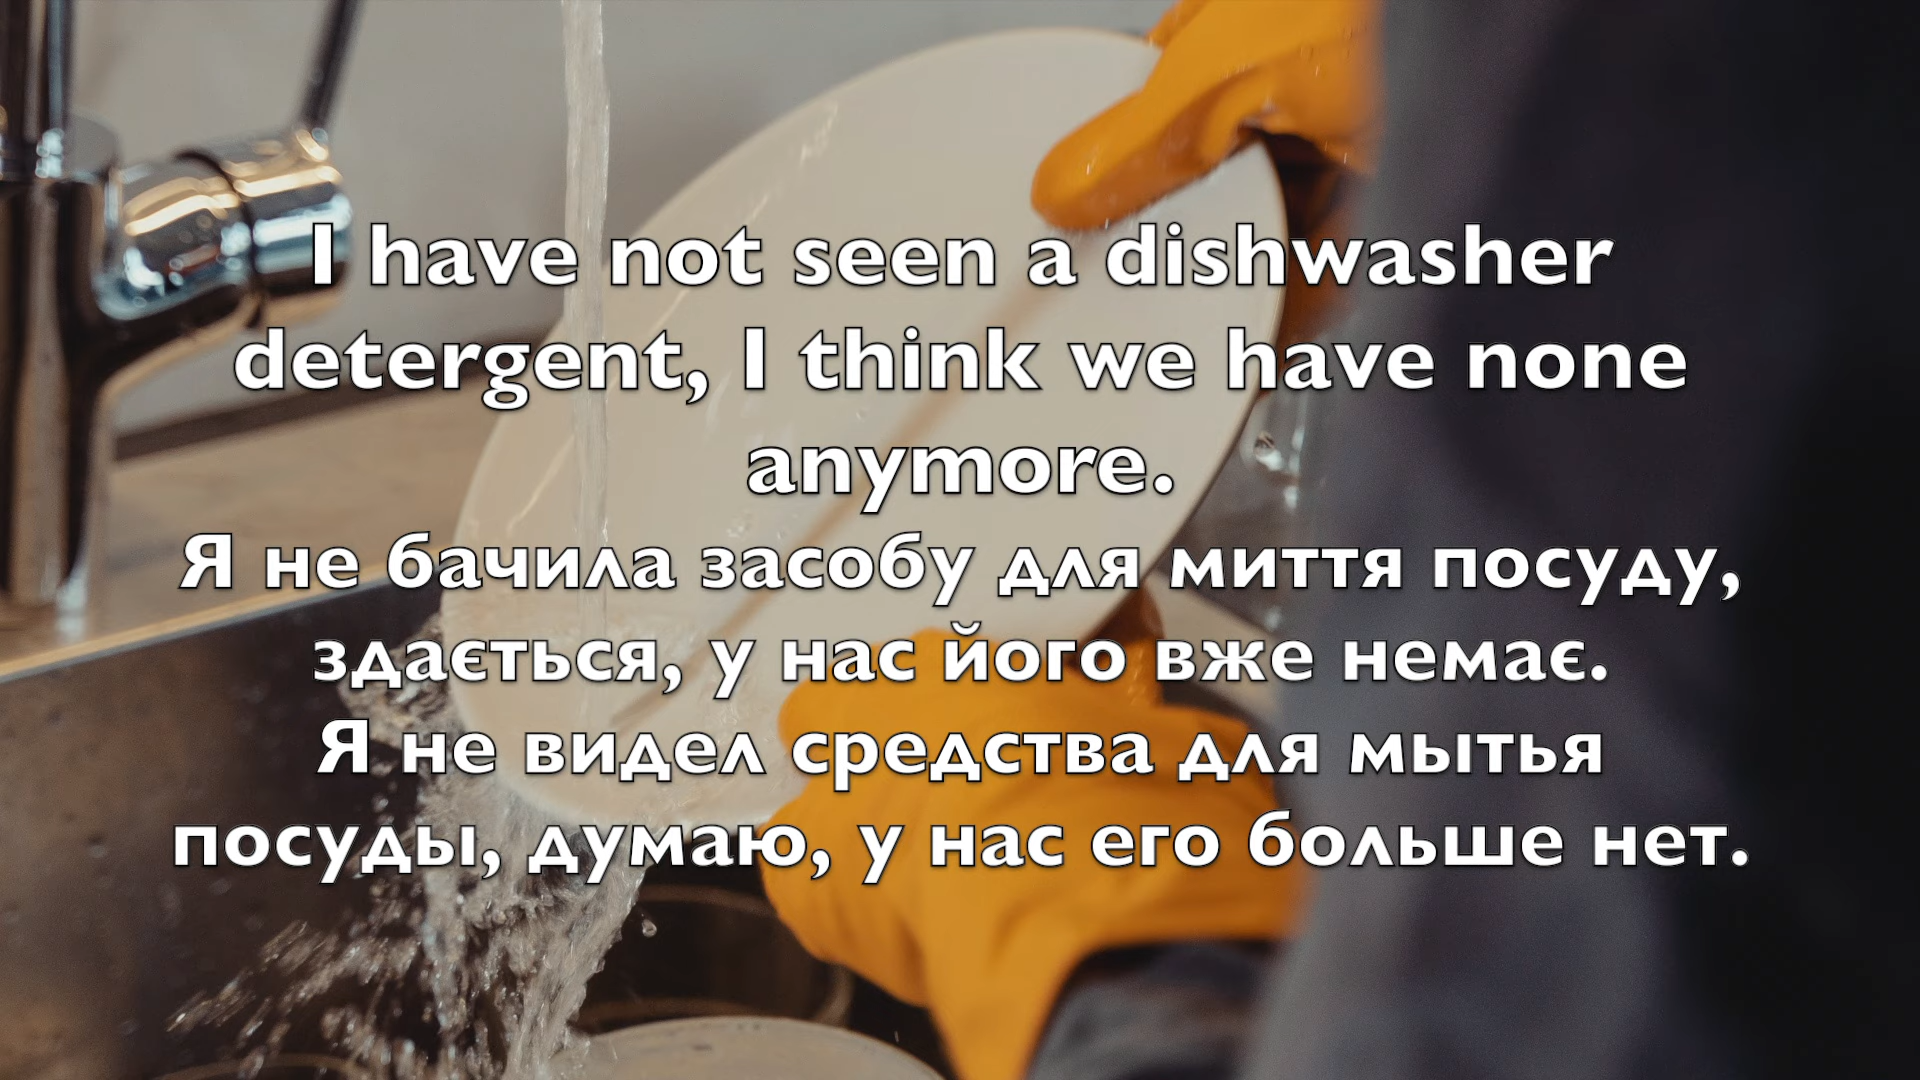 I have not seen a dishwasher
detergent, I think we have none
anymore.
Я не бачила засобу для миття посуду,
здається, у нас його вже немає.
Я не видел средства для мытья
посуды, думаю, у нас его больше нет.